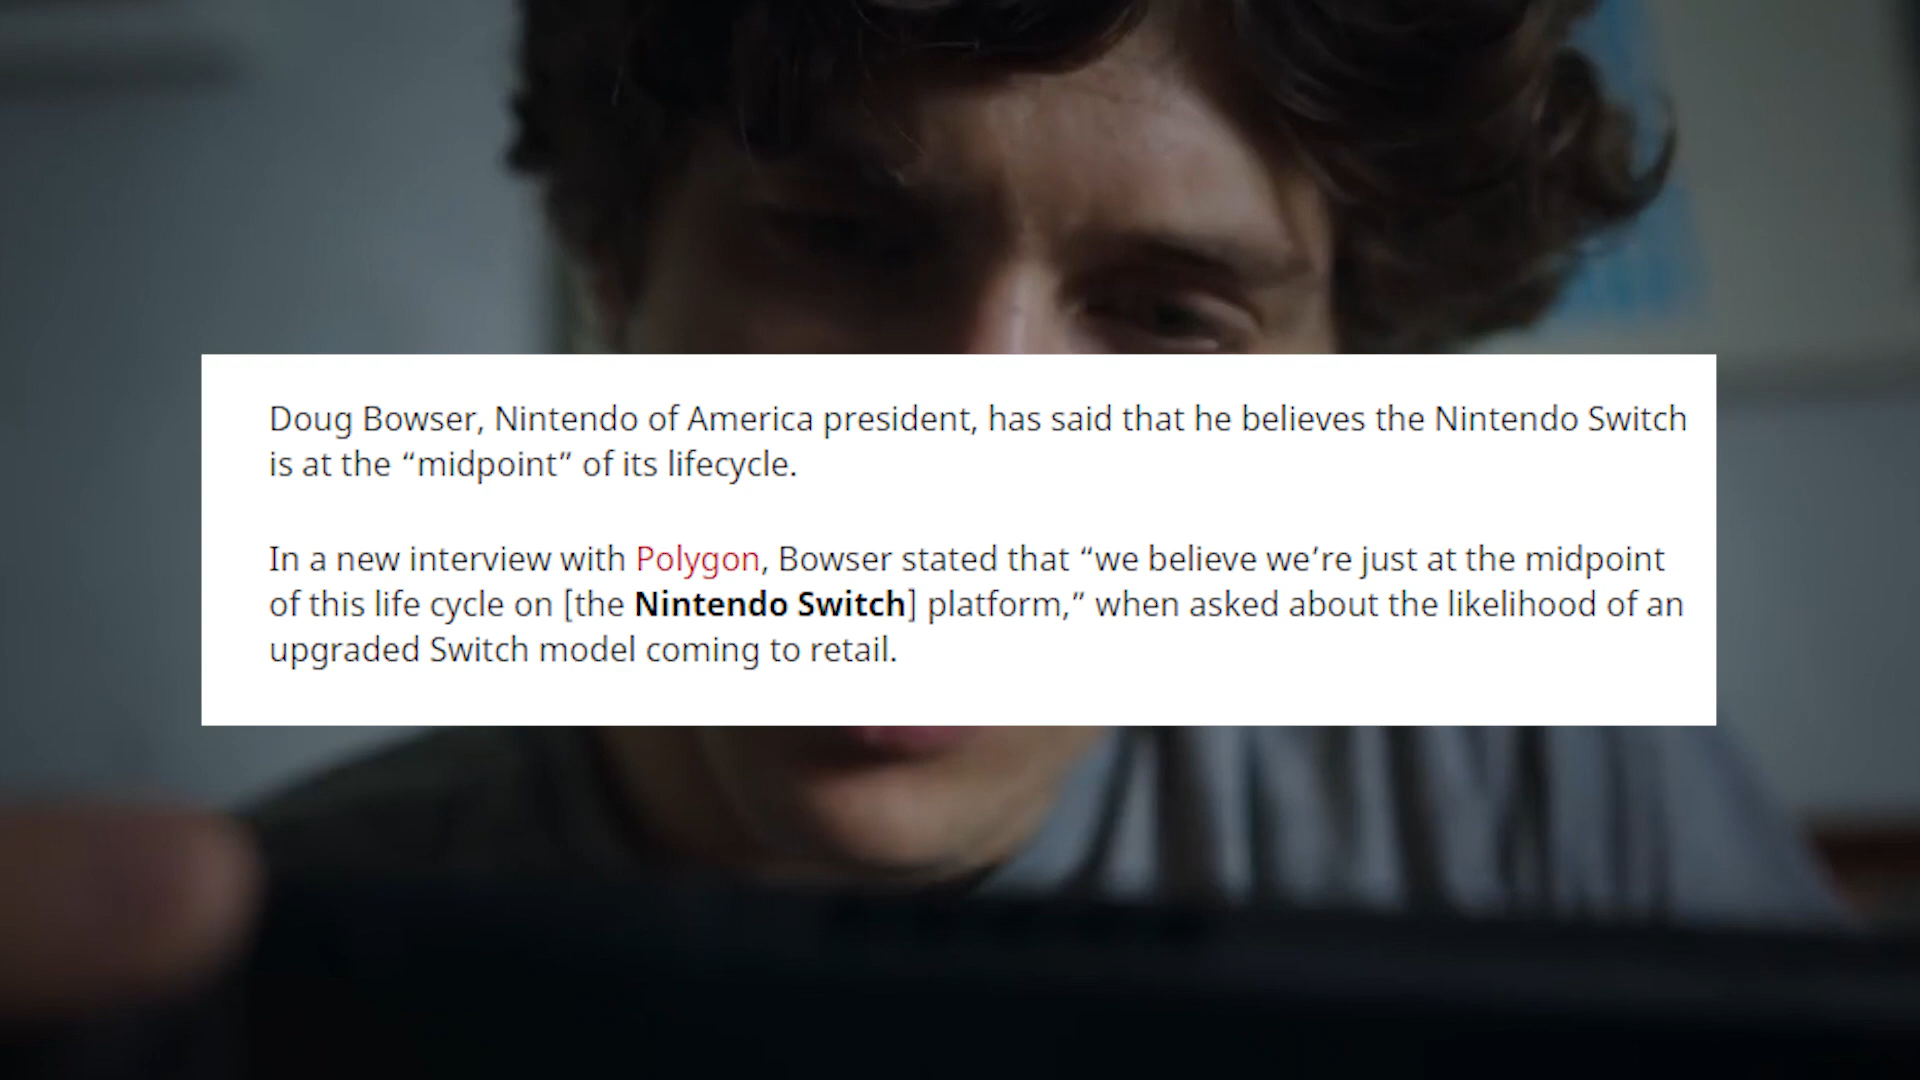 Doug Bowser, Nintendo of America president, has said that he believes the Nintendo Switch
is at the “midpoint” of its lifecycle.
In a new interview with Polygon, Bowser stated that “we believe we’re just at the midpoint
of this life cycle on [the Nintendo Switch] platform,” when asked about the likelihood of an
upgraded Switch model coming to retail.